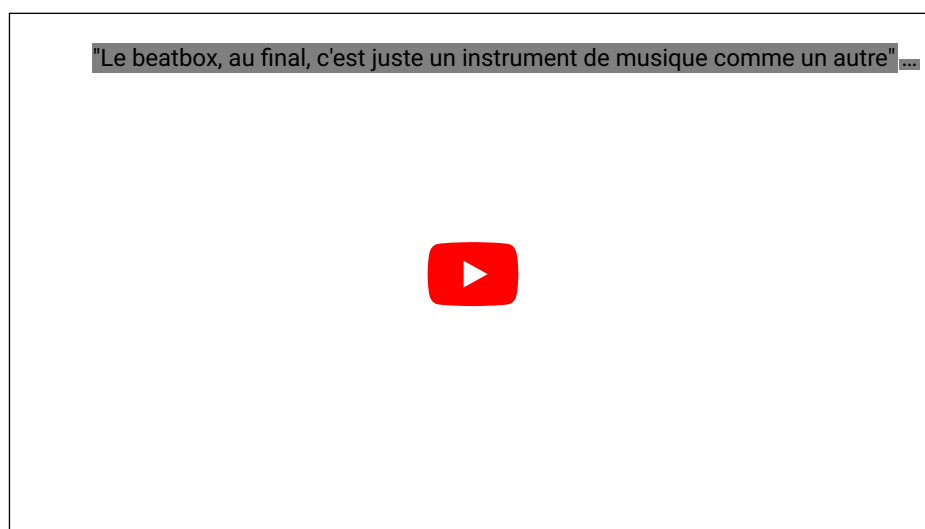 "Le beatbox, au final, c'est juste un instrument de musique comme un autre" ...